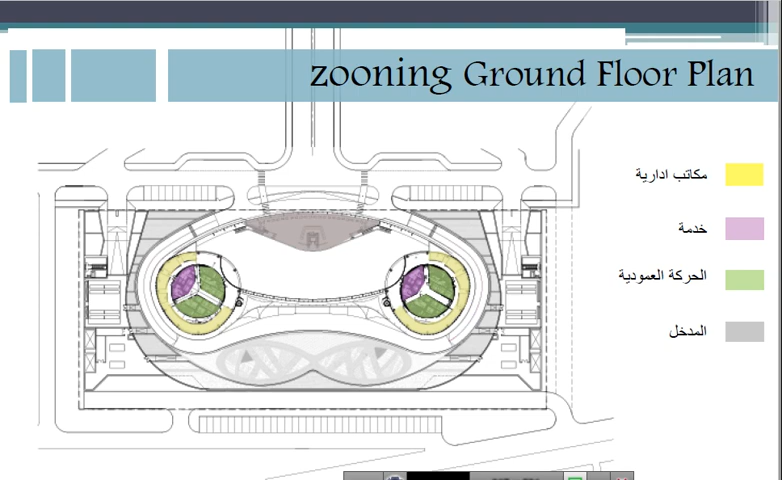 zooning Ground Floor Plan
مكاتب ادارية
خدمة
الحركة العمودية
المدخل